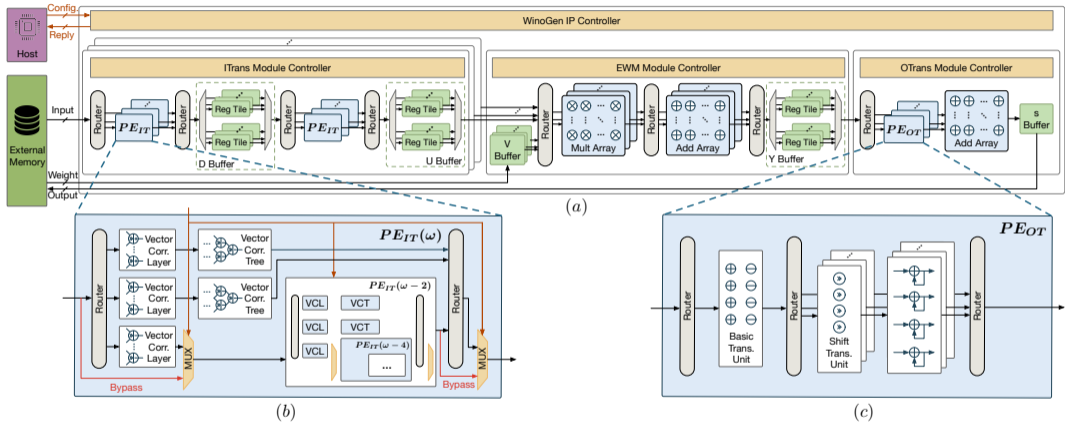 Config.
Reply
Host
WinoGen IP Controller
ITrans Module Controller
EWM Module Controller
OTrans Module Controller
External
Memory
Input
Weight
Output
Router
PE_IT
Router
Reg Tile
Reg Tile
D Buffer
Router
PE_IT
Router
Reg Tile
Reg Tile
U Buffer
V
Buffer
Router
Mult Array
Router
Add Array
Router
Reg Tile
Reg Tile
Y Buffer
Router
PE_OT
Add Array
s
Buffer
(a)
PE_IT(ω)
Router
Vector
Corr.
Layer
Vector
Corr.
Tree
Vector
Corr.
Layer
Vector
Corr.
Tree
Vector
Corr.
Layer
MUX
Bypass
PE_IT(ω − 2)
VCL
VCT
VCL
VCT
VCL
PE_IT(ω − 4)
...
Router
Bypass
MUX
(b)
PE_OT
Router
Basic
Trans.
Unit
Router
Shift
Trans.
Unit
Router
(c)